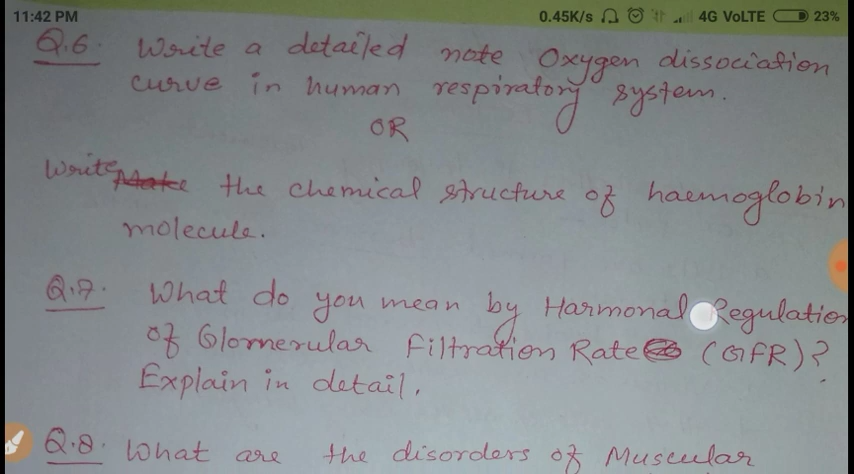 11:42 PM 0.45K/s 4G VoLTE 23%
Q.6. Write a detailed note Oxygen dissociation
curve in human respiratory system.
OR
Write Make the chemical structure of haemoglobin
molecule.
Q.7. What do you mean by Harmonal Regulation
of Glomerular Filtration Rate (GFR)?
Explain in detail.
Q.8. What are the disorders of Muscular